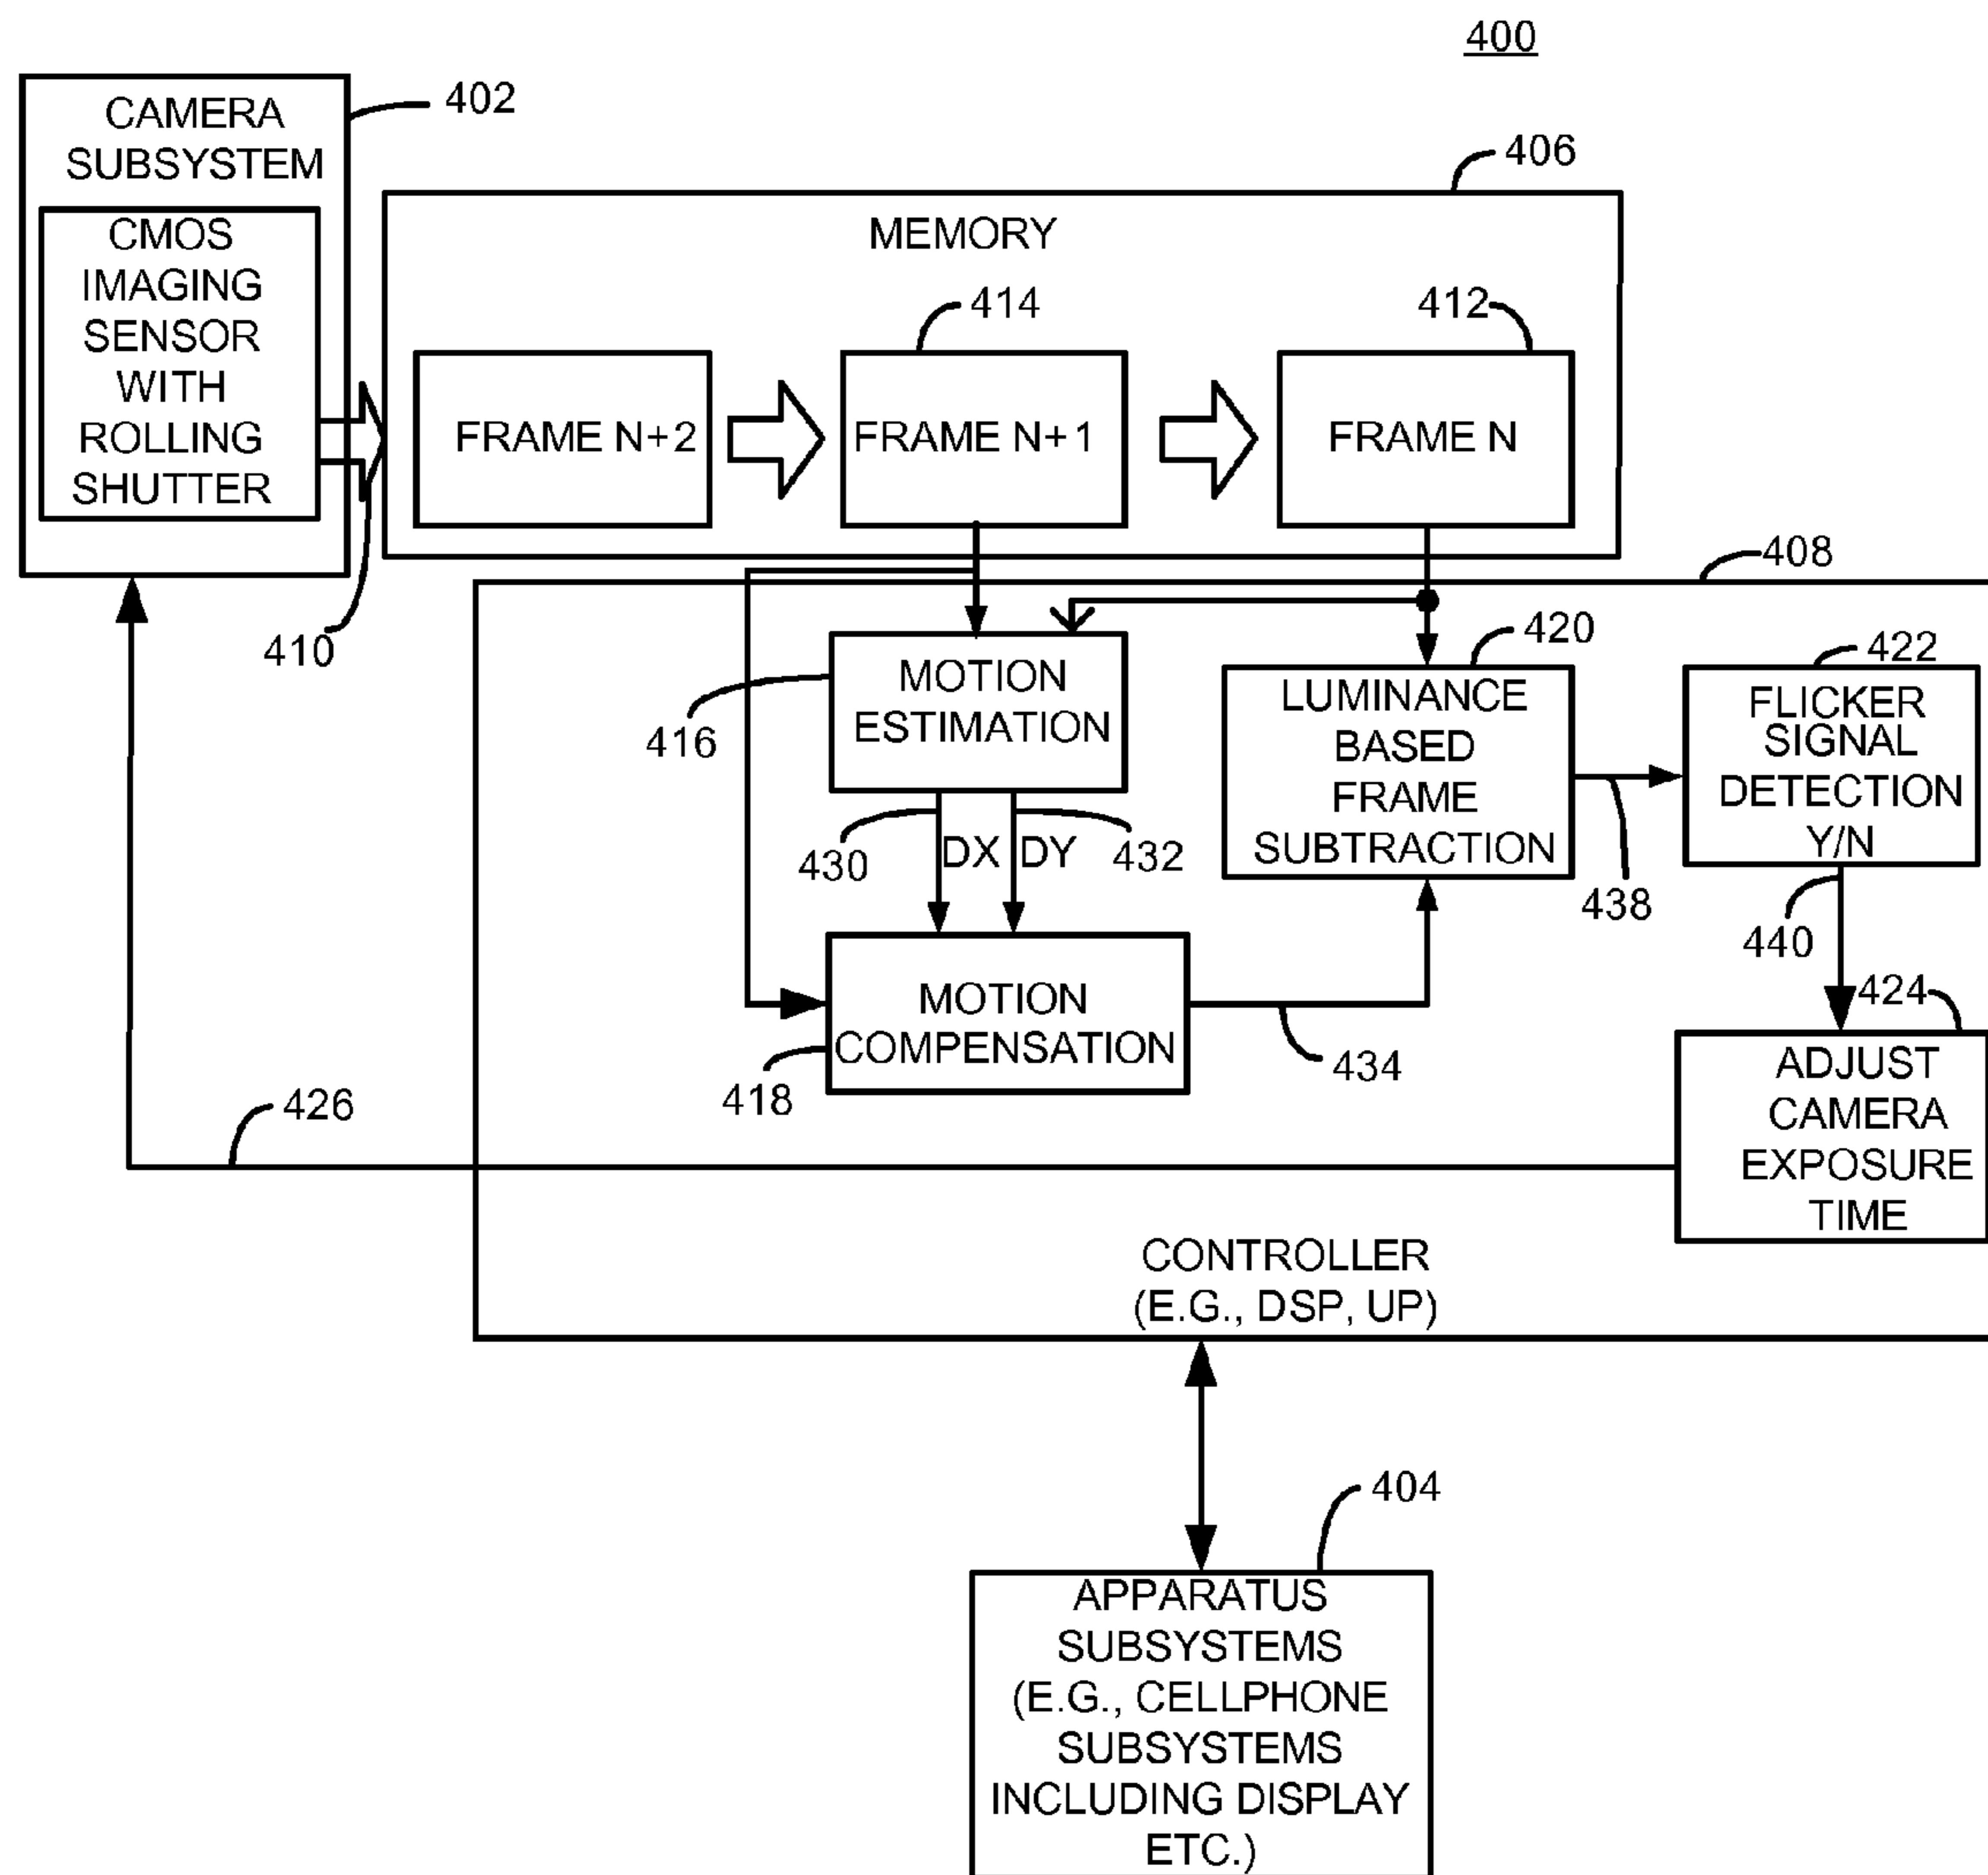 400
CAMERA
SUBSYSTEM
402
CMOS
IMAGING
SENSOR
WITH
ROLLING
SHUTTER
406
MEMORY
414
412
FRAME N+2
FRAME N+1
FRAME N
410
408
416
MOTION
ESTIMATION
420
LUMINANCE
BASED
FRAME
SUBTRACTION
422
FLICKER
SIGNAL
DETECTION
Y/N
430
DX
DY
432
438
440
MOTION
COMPENSATION
418
434
424
ADJUST
CAMERA
EXPOSURE
TIME
426
CONTROLLER
(E.G., DSP, UP)
404
APPARATUS
SUBSYSTEMS
(E.G., CELLPHONE
SUBSYSTEMS
INCLUDING DISPLAY
ETC.)